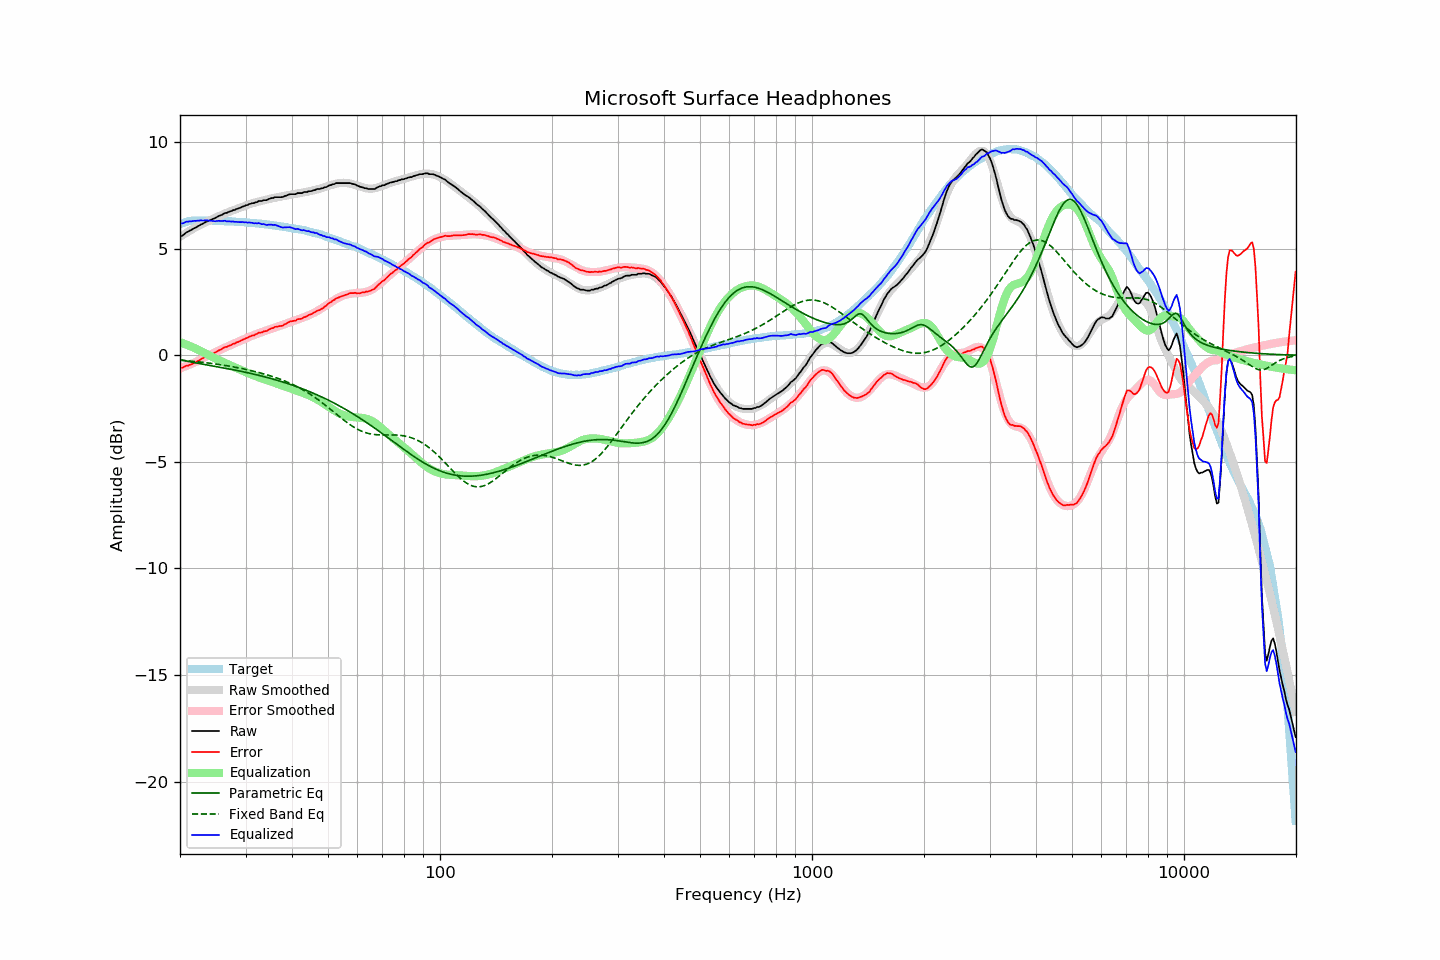 Microsoft Surface Headphones
Amplitude (dBr)
10
5
0
−5
−10
−15
−20
Target
Raw Smoothed
Error Smoothed
Raw
Error
Equalization
Parametric Eq
Fixed Band Eq
Equalized
100
1000
10000
Frequency (Hz)